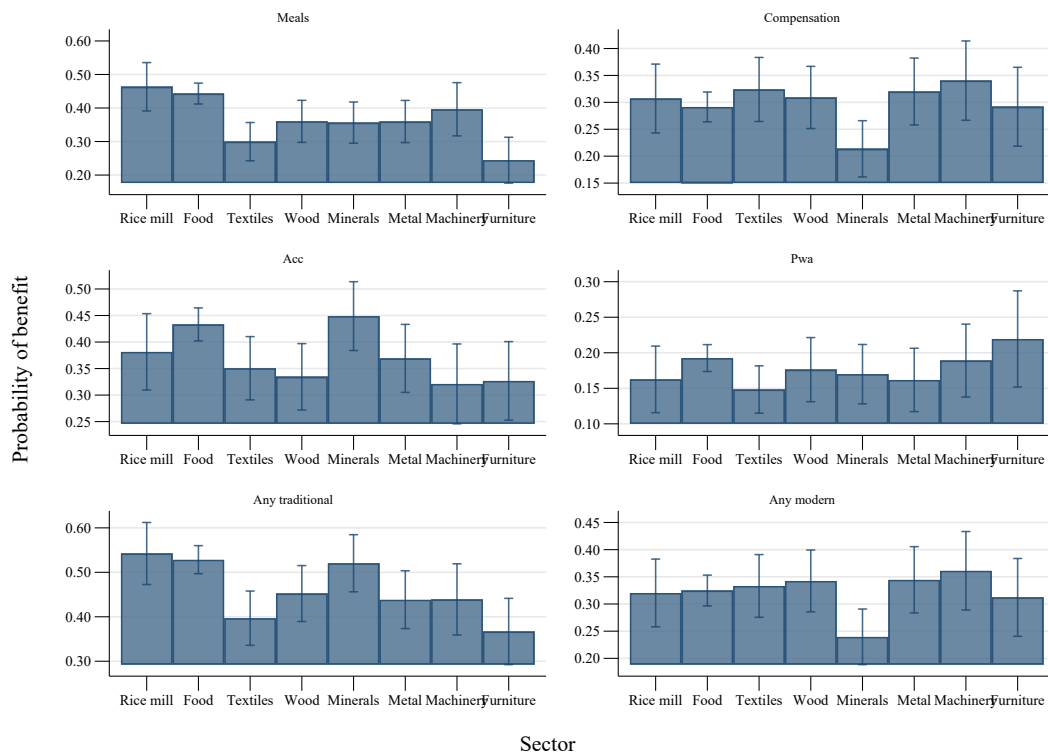 Meals
0.60
0.50
0.40
0.30
0.20
Rice mill Food Textiles Wood Minerals Metal Machinery Furniture
Compensation
0.40
0.35
0.30
0.25
0.20
0.15
Rice mill Food Textiles Wood Minerals Metal Machinery Furniture
Probability of benefit
Acc
0.50
0.45
0.40
0.35
0.30
0.25
Rice mill Food Textiles Wood Minerals Metal Machinery Furniture
Pwa
0.30
0.20
0.15
0.10
Rice mill Food Textiles Wood Minerals Metal Machinery Furniture
Any traditional
0.60
0.50
0.40
0.30
Rice mill Food Textiles Wood Minerals Metal Machinery Furniture
Any modern
0.45
0.40
0.35
0.30
0.25
0.20
Rice mill Food Textiles Wood Minerals Metal Machinery Furniture
Sector